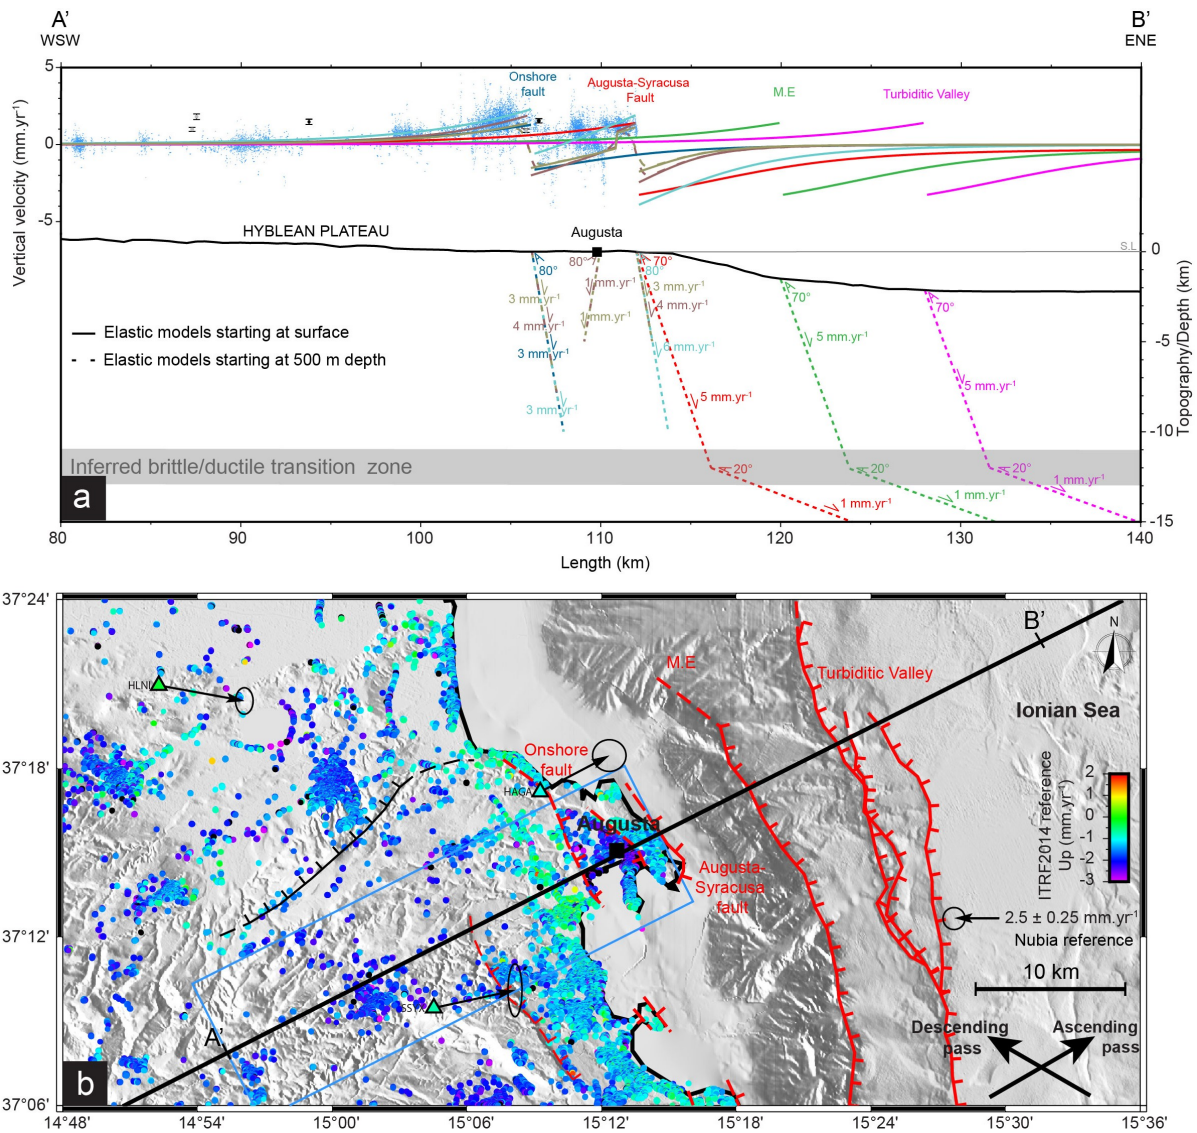 A’
WSW
B’
ENE
5
0
-5
Vertical velocity (mm.yr-1)
Onshore
fault
Augusta-Syracusa
Fault
M.E
Turbiditic Valley
HYBLEAN PLATEAU
Augusta
S.L
0
-5
-10
-15
Topography/Depth (km)
80°
80°
70°
80°
70°
70°
3 mm.yr-1
4 mm.yr-1
3 mm.yr-1
3 mm.yr-1
1 mm.yr-1
1 mm.yr-1
3 mm.yr-1
4 mm.yr-1
6 mm.yr-1
5 mm.yr-1
5 mm.yr-1
5 mm.yr-1
Elastic models starting at surface
Elastic models starting at 500 m depth
Inferred brittle/ductile transition zone
20°
20°
20°
1 mm.yr-1
1 mm.yr-1
1 mm.yr-1
a
80
90
100
110
120
130
140
Length (km)
37°24'
37°18'
37°12'
37°06'
B’
N
M.E
Turbiditic Valley
Ionian Sea
HLNI
Onshore
fault
HAGA
Augusta
Augusta-
Syracusa
fault
ITRF2014 reference
Up (mm.yr-1)
2
1
0
-1
-2
-3
2.5 ± 0.25 mm.yr-1
Nubia reference
10 km
Descending
pass
Ascending
pass
A’
b
14°48'
14°54'
15°00'
15°06'
15°12'
15°18'
15°24'
15°30'
15°36'